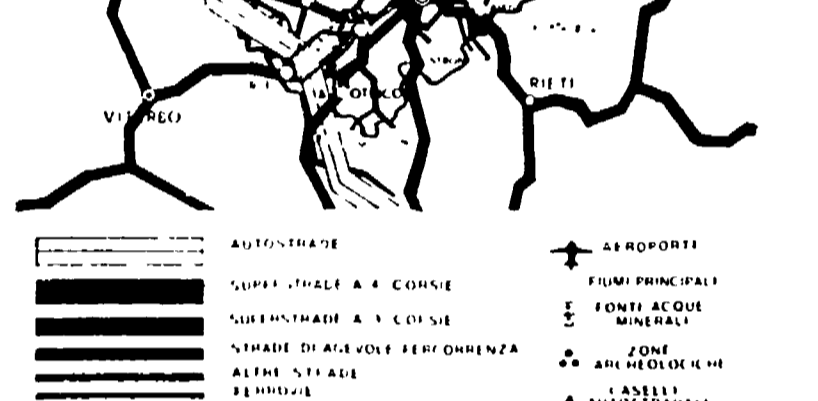 RIETI
VITERBO
AUTOSTRADE
SUPERSTRADE A 4 CORSIE
SUPERSTRADE A CORSIE
STRADE DI AGEVOLE PERCORRENZA
ALTRE STRADE
FERROVIE
AEROPORTI
FIUMI PRINCIPALI
FONTI ACQUE
MINERALI
ZONE
ARCHEOLOGICHE
CASELLI